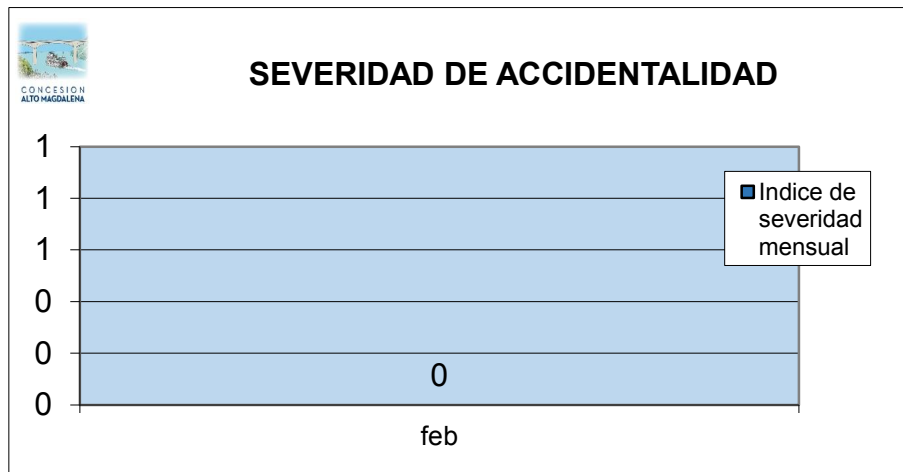 CONCESION
ALTO MAGDALENA
SEVERIDAD DE ACCIDENTALIDAD
1
1
1
0
0
0
0
feb
Indice de
severidad
mensual